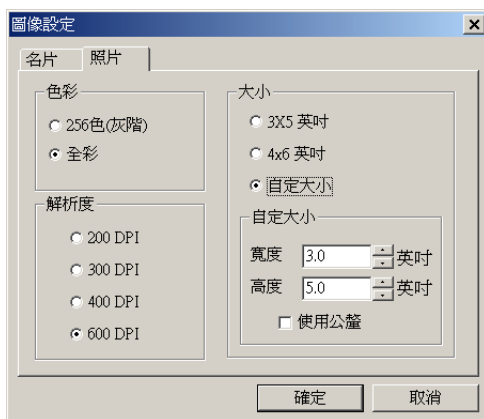 圖像設定
名片
照片
色彩
256色(灰階)
全彩
解析度
200 DPI
300 DPI
400 DPI
600 DPI
大小
3X5 英吋
4x6 英吋
自定大小
自定大小
寬度 3.0 英吋
高度 5.0 英吋
使用公釐
確定
取消